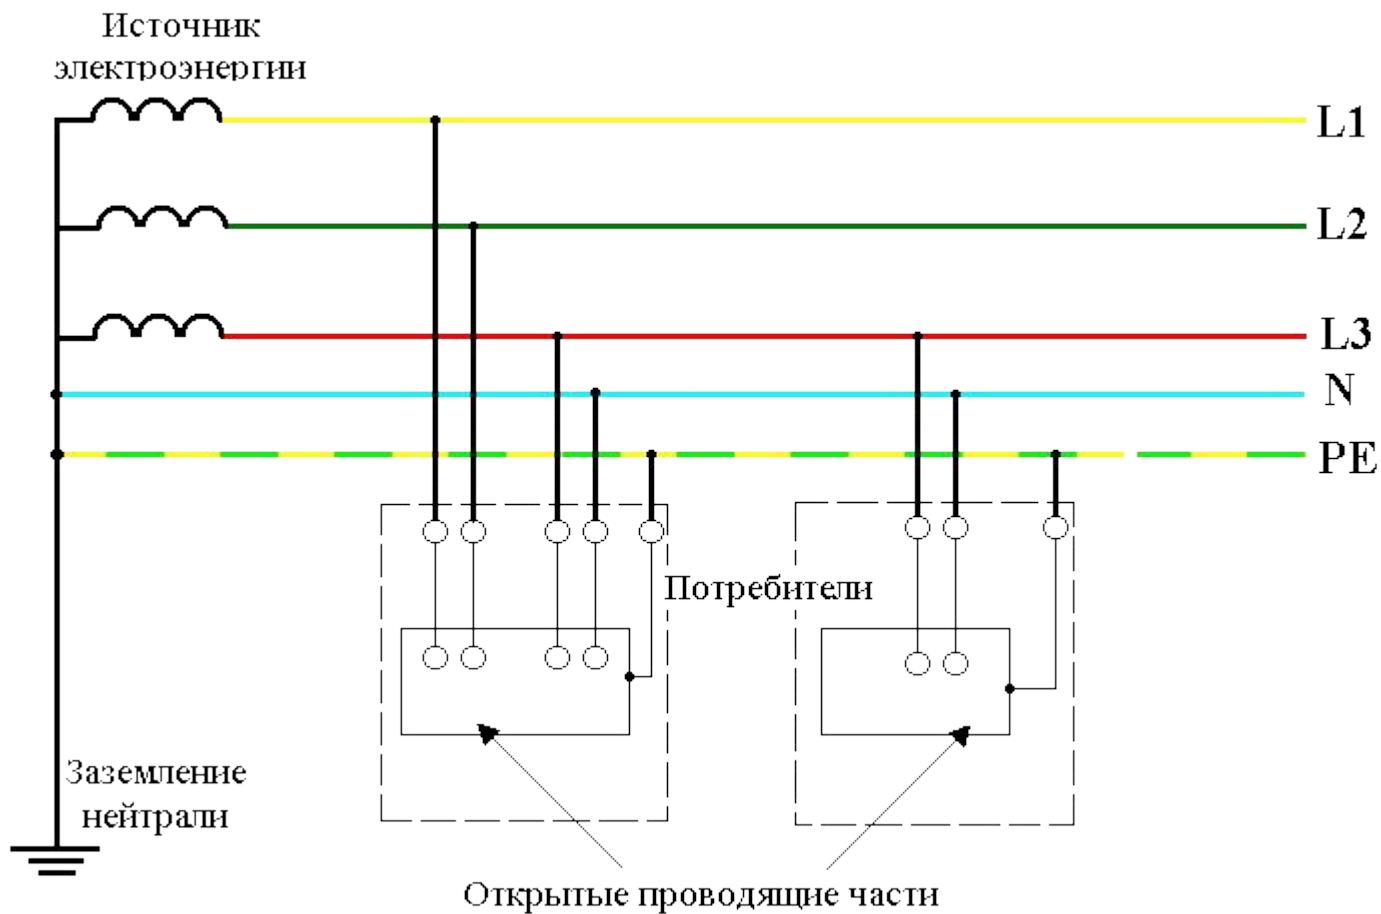 Источник
электроэнергии
L1
L2
L3
N
PE
Потребители
Заземление
нейтрали
Открытые проводящие части